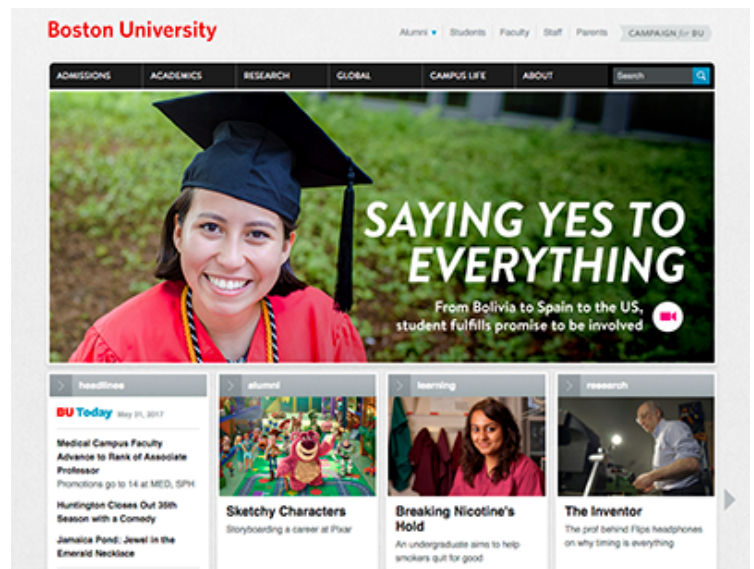 Boston University
Alumni Students Faculty Staff Parents CAMPAIGN for BU
ADMISSIONS ACADEMICS RESEARCH GLOBAL CAMPUS LIFE ABOUT Search
SAYING YES TO
EVERYTHING
From Bolivia to Spain to the US,
student fulfills promise to be involved
headlines
BU Today May 31, 2017
Medical Campus Faculty
Advance to Rank of Associate
Professor
Promotions go to 14 at MED, SPH
Huntington Closes Out 35th
Season with a Comedy
Jamaica Pond: Jewel in the
Emerald Necklace
alumni
Sketchy Characters
Storyboarding a career at Pixar
learning
Breaking Nicotine's
Hold
An undergraduate aims to help
smokers quit for good
research
The Inventor
The prof behind Flips headphones
on why timing is everything